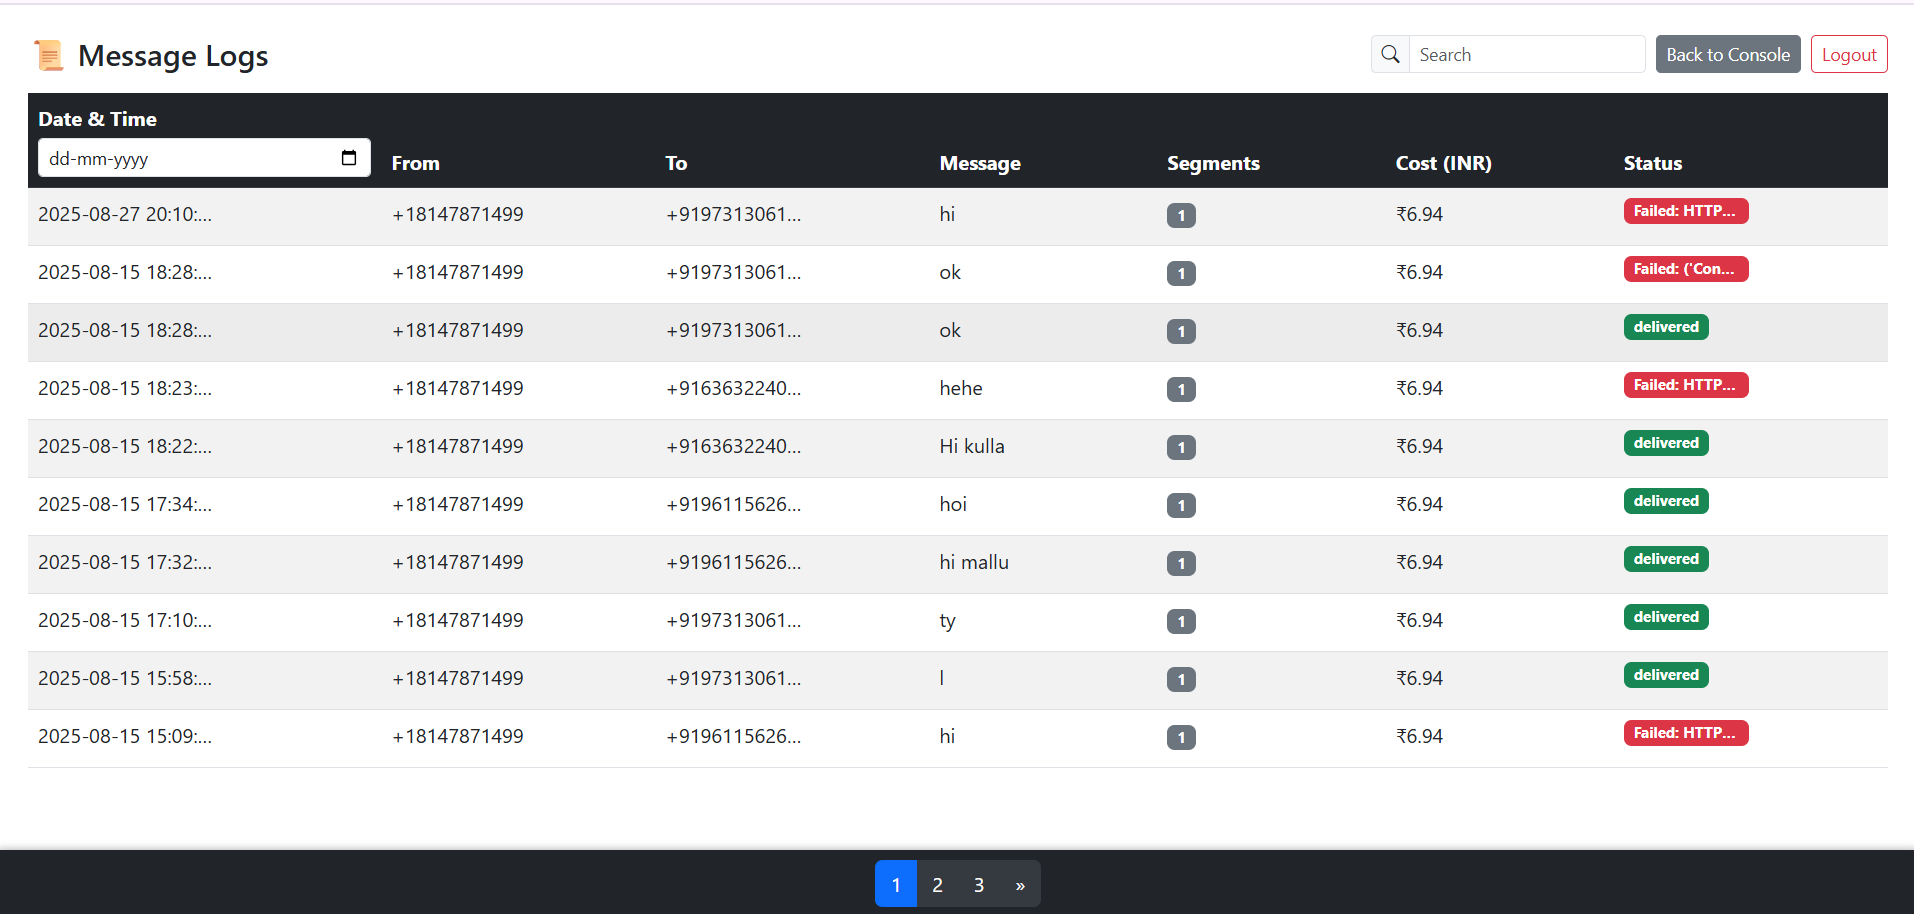 📜 Message Logs
Search
Back to Console
Logout
Date & Time
dd-mm-yyyy
From
To
Message
Segments
Cost (INR)
Status
2025-08-27 20:10:... +18147871499 +9197313061... hi 1 ₹6.94 Failed: HTTP...
2025-08-15 18:28:... +18147871499 +9197313061... ok 1 ₹6.94 Failed: ('Con...
2025-08-15 18:28:... +18147871499 +9197313061... ok 1 ₹6.94 delivered
2025-08-15 18:23:... +18147871499 +9163632240... hehe 1 ₹6.94 Failed: HTTP...
2025-08-15 18:22:... +18147871499 +9163632240... Hi kulla 1 ₹6.94 delivered
2025-08-15 17:34:... +18147871499 +9196115626... hoi 1 ₹6.94 delivered
2025-08-15 17:32:... +18147871499 +9196115626... hi mallu 1 ₹6.94 delivered
2025-08-15 17:10:... +18147871499 +9197313061... ty 1 ₹6.94 delivered
2025-08-15 15:58:... +18147871499 +9197313061... l 1 ₹6.94 delivered
2025-08-15 15:09:... +18147871499 +9196115626... hi 1 ₹6.94 Failed: HTTP...
1 2 3 »